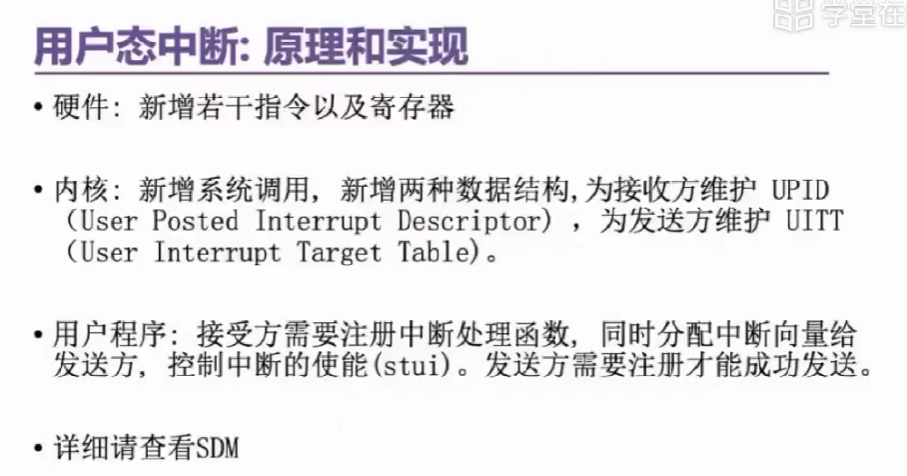 学堂在
用户态中断: 原理和实现
• 硬件: 新增若干指令以及寄存器
• 内核: 新增系统调用, 新增两种数据结构,为接收方维护 UPID
(User Posted Interrupt Descriptor) , 为发送方维护 UITT
(User Interrupt Target Table)。
• 用户程序: 接受方需要注册中断处理函数, 同时分配中断向量给
发送方, 控制中断的使能(stui)。发送方需要注册才能成功发送。
• 详细请查看SDM